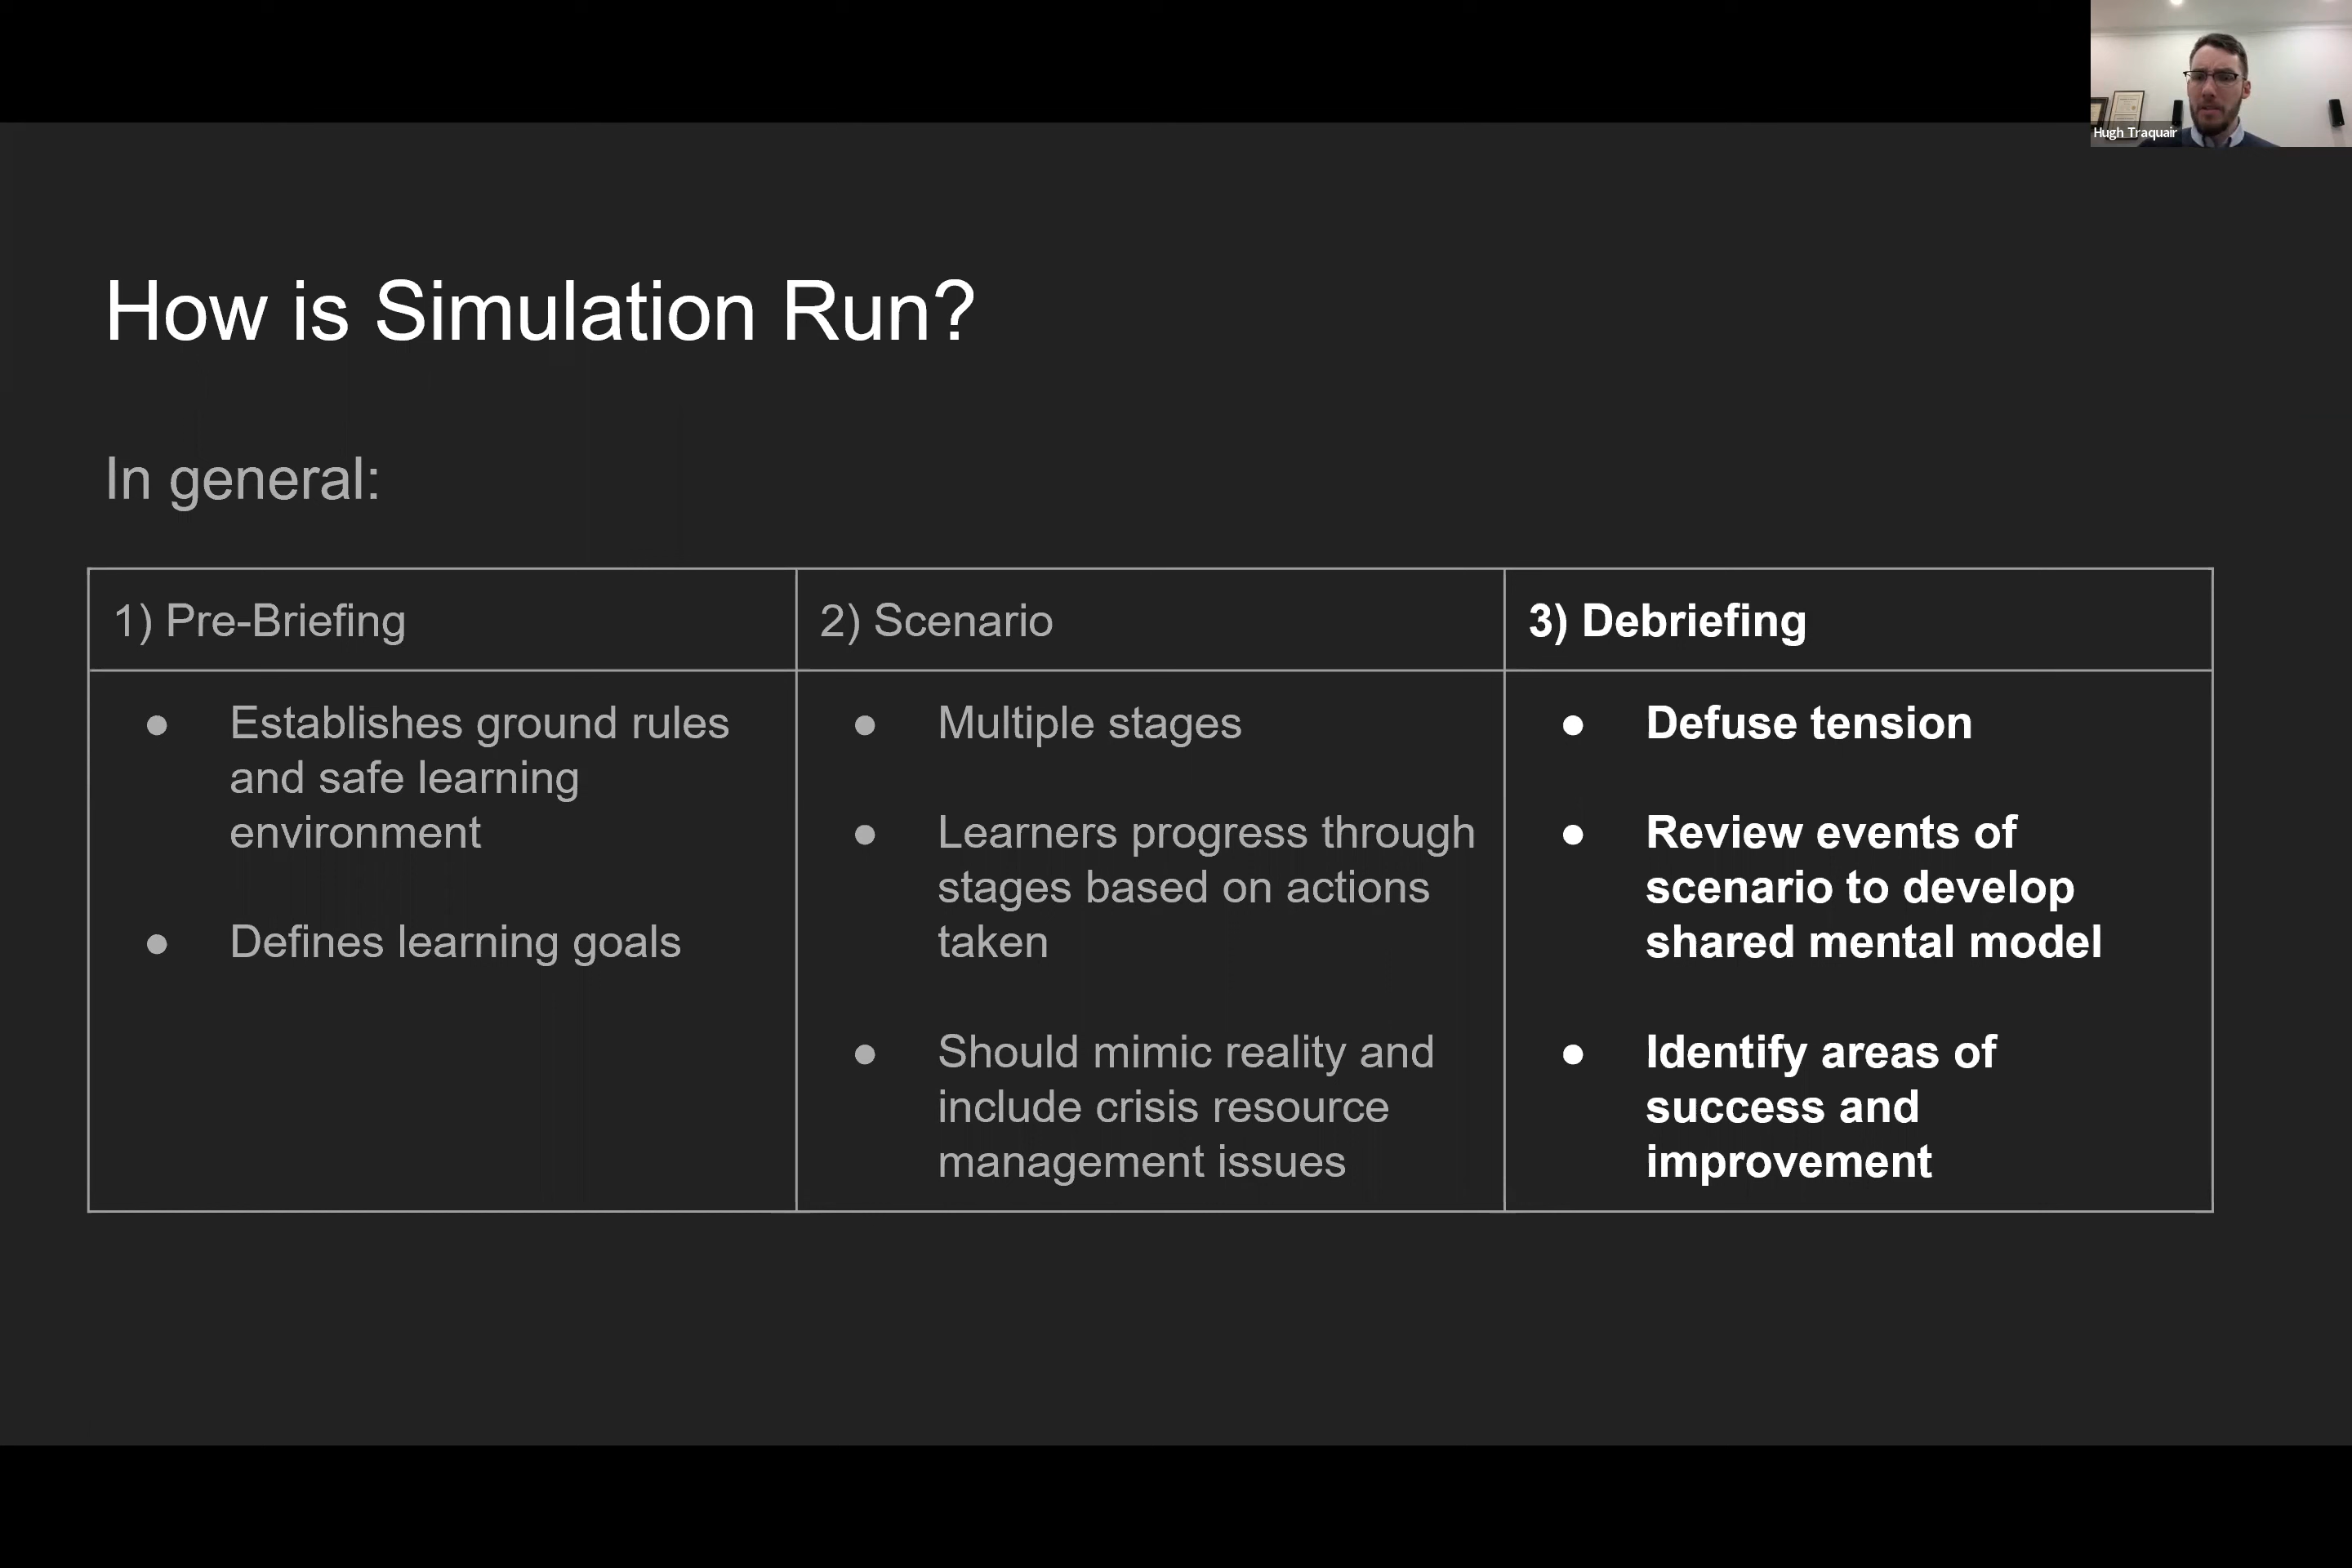 Hugh Traquair
How is Simulation Run?
In general:
1) Pre-Briefing
● Establishes ground rules
and safe learning
environment
● Defines learning goals
2) Scenario
● Multiple stages
● Learners progress through
stages based on actions
taken
● Should mimic reality and
include crisis resource
management issues
3) Debriefing
● Defuse tension
● Review events of
scenario to develop
shared mental model
● Identify areas of
success and
improvement